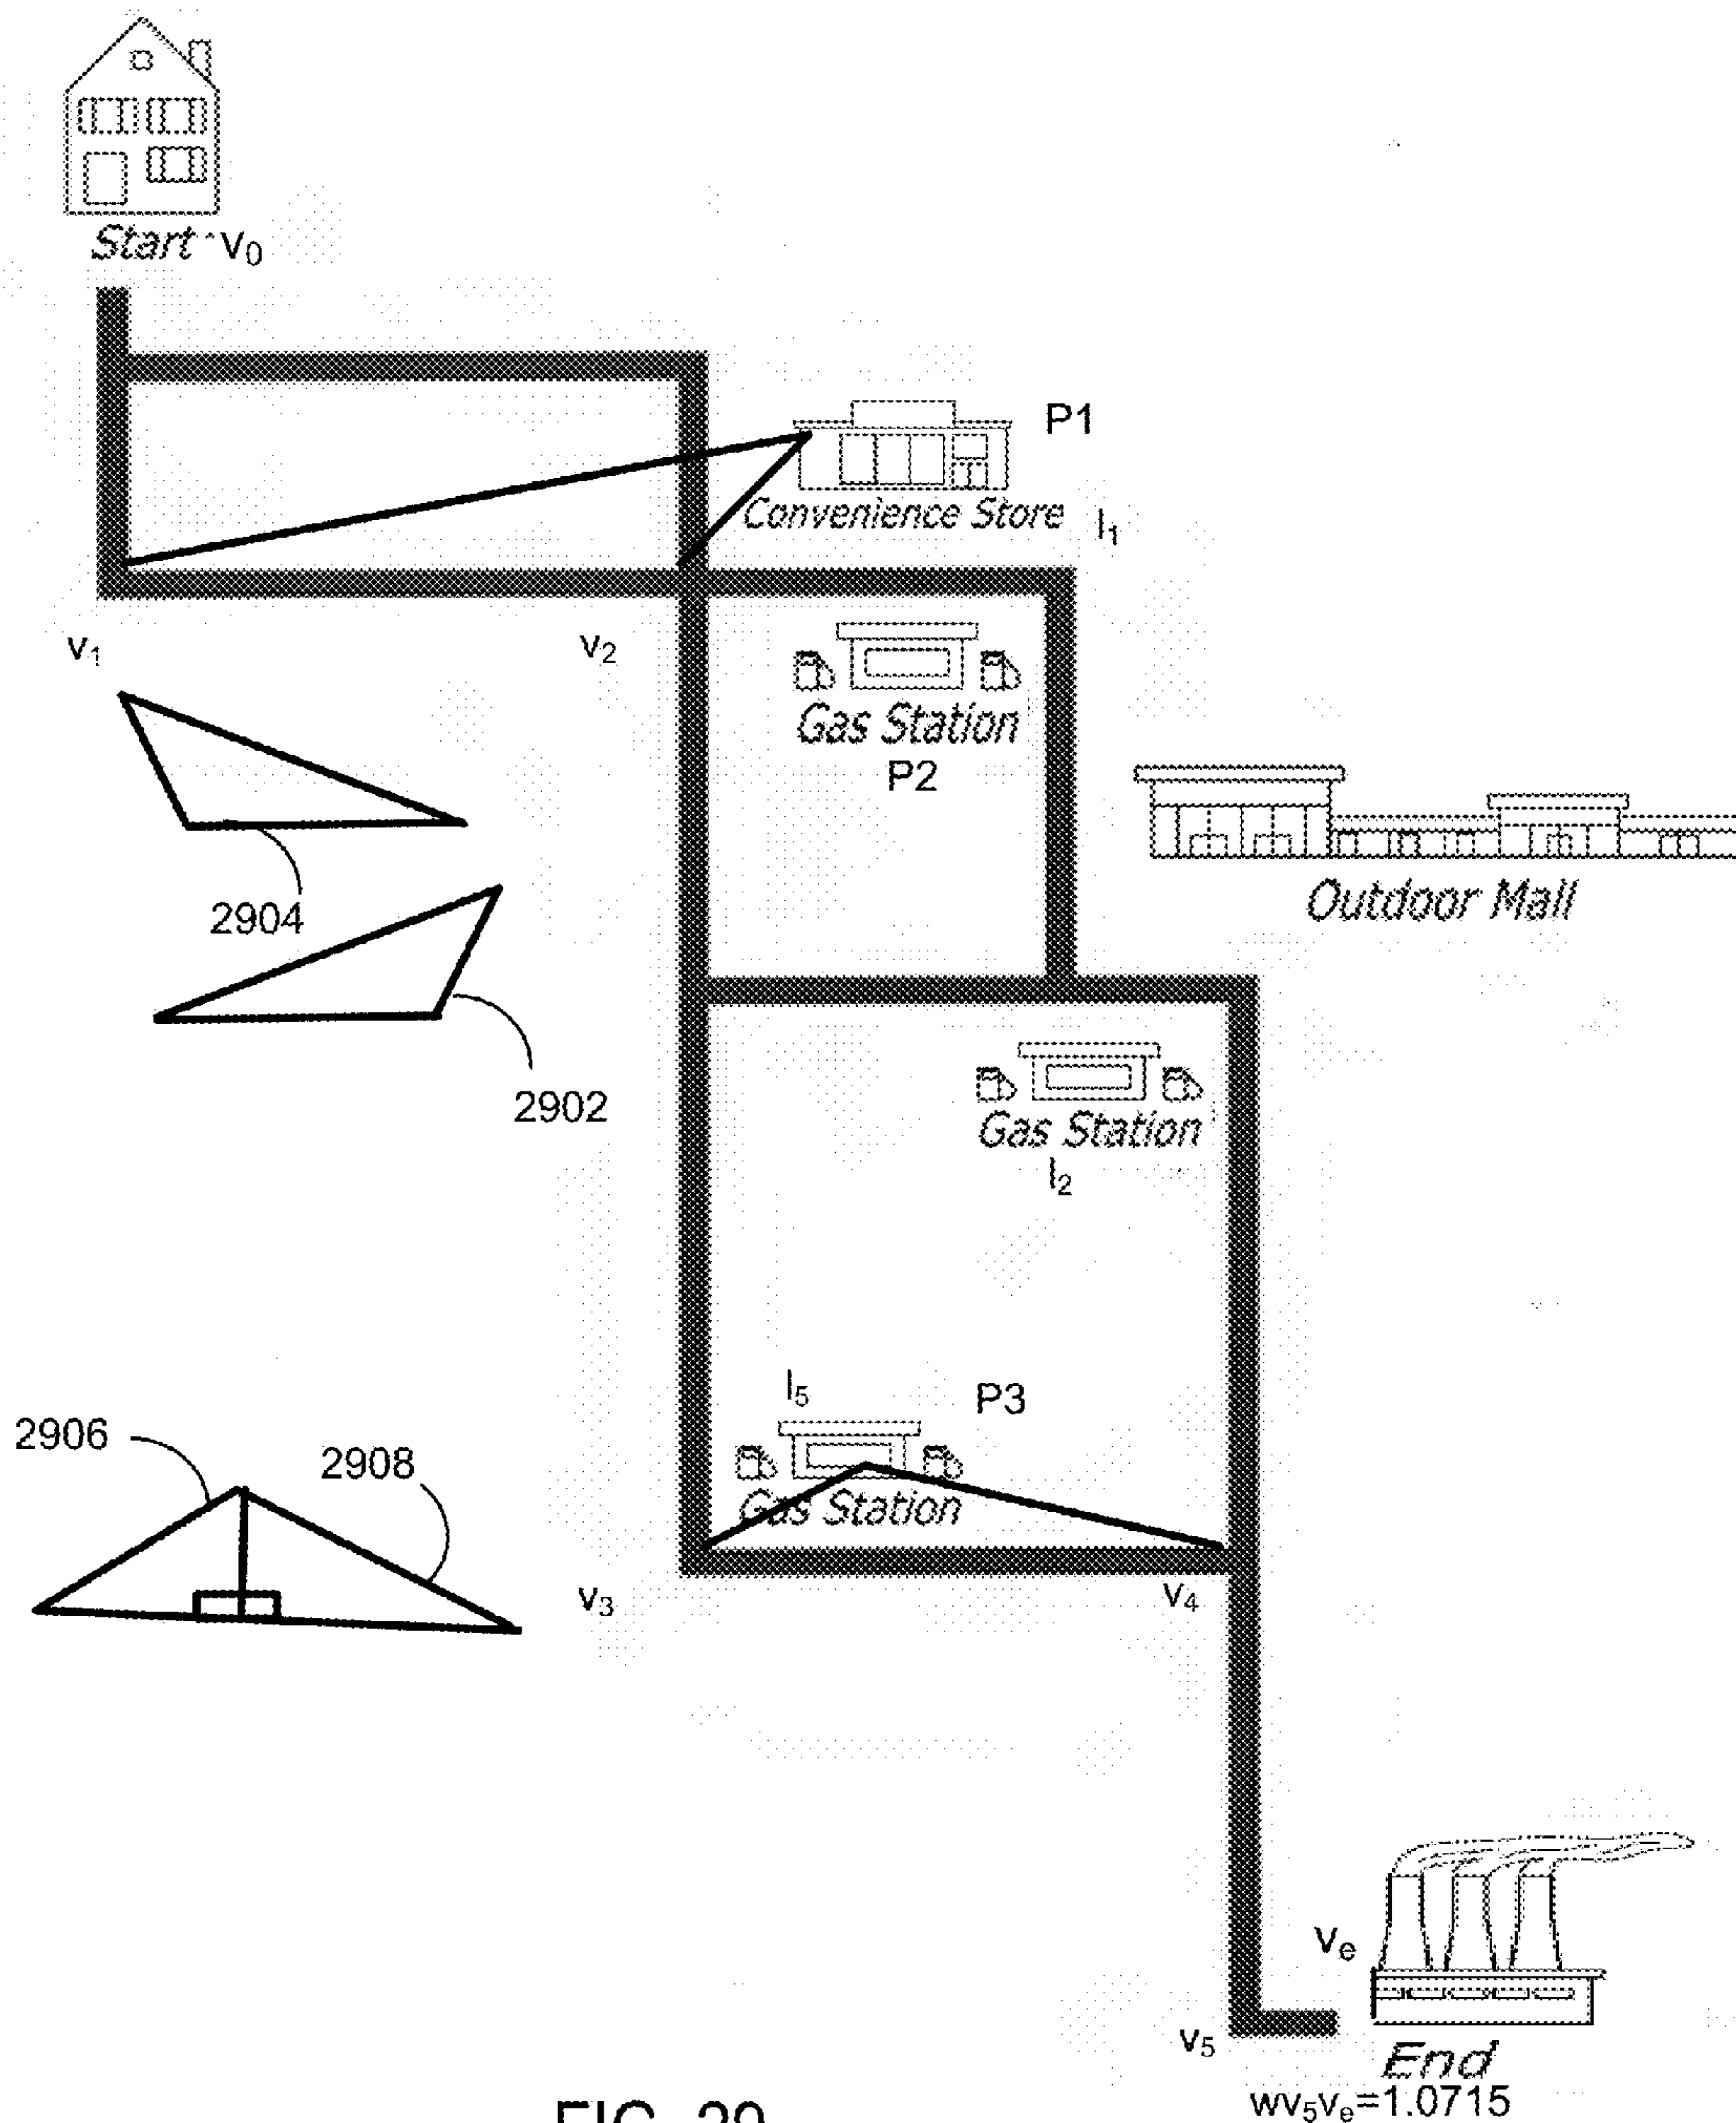 Start v₀
P1
Convenience Store
l₁
v₁
v₂
Gas Station
P2
2904
Outdoor Mall
2902
Gas Station
l₂
l₅
P3
2906
2908
Gas Station
v₃
v₄
vₑ
v₅
End
wv₅vₑ=1.0715
FIG. 29